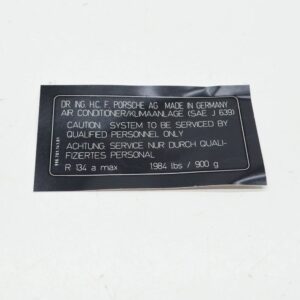 DR. ING. H.C. F. PORSCHE AG MADE IN GERMANY
AIR CONDITIONER/KLIMAANLAGE (SAE J 639)
CAUTION: SYSTEM TO BE SERVICED BY
QUALIFIED PERSONNEL ONLY
ACHTUNG: SERVICE NUR DURCH QUALI-
FIZIERTES PERSONAL
R 134 a max 1984 lbs / 900 g